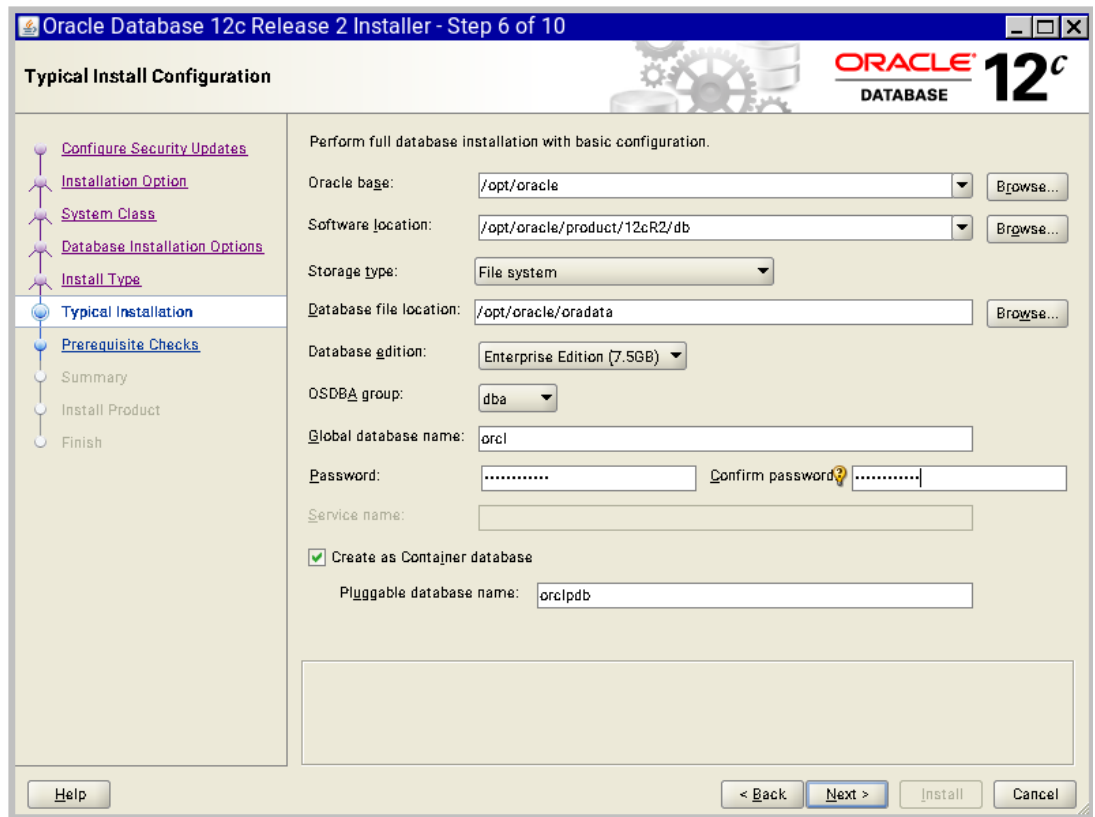 Oracle Database 12c Release 2 Installer - Step 6 of 10
Typical Install Configuration
ORACLE®
DATABASE
12c
Configure Security Updates
Installation Option
System Class
Database Installation Options
Install Type
Typical Installation
Prerequisite Checks
Summary
Install Product
Finish
Perform full database installation with basic configuration.
Oracle base: /opt/oracle Browse...
Software location: /opt/oracle/product/12cR2/db Browse...
Storage type: File system
Database file location: /opt/oracle/oradata Browse...
Database edition: Enterprise Edition (7.5GB)
OSDBA group: dba
Global database name: orcl
Password: •••••••••••• Confirm password: ••••••••••••
Service name:
Create as Container database
Pluggable database name: orclpdb
Help < Back Next > Install Cancel